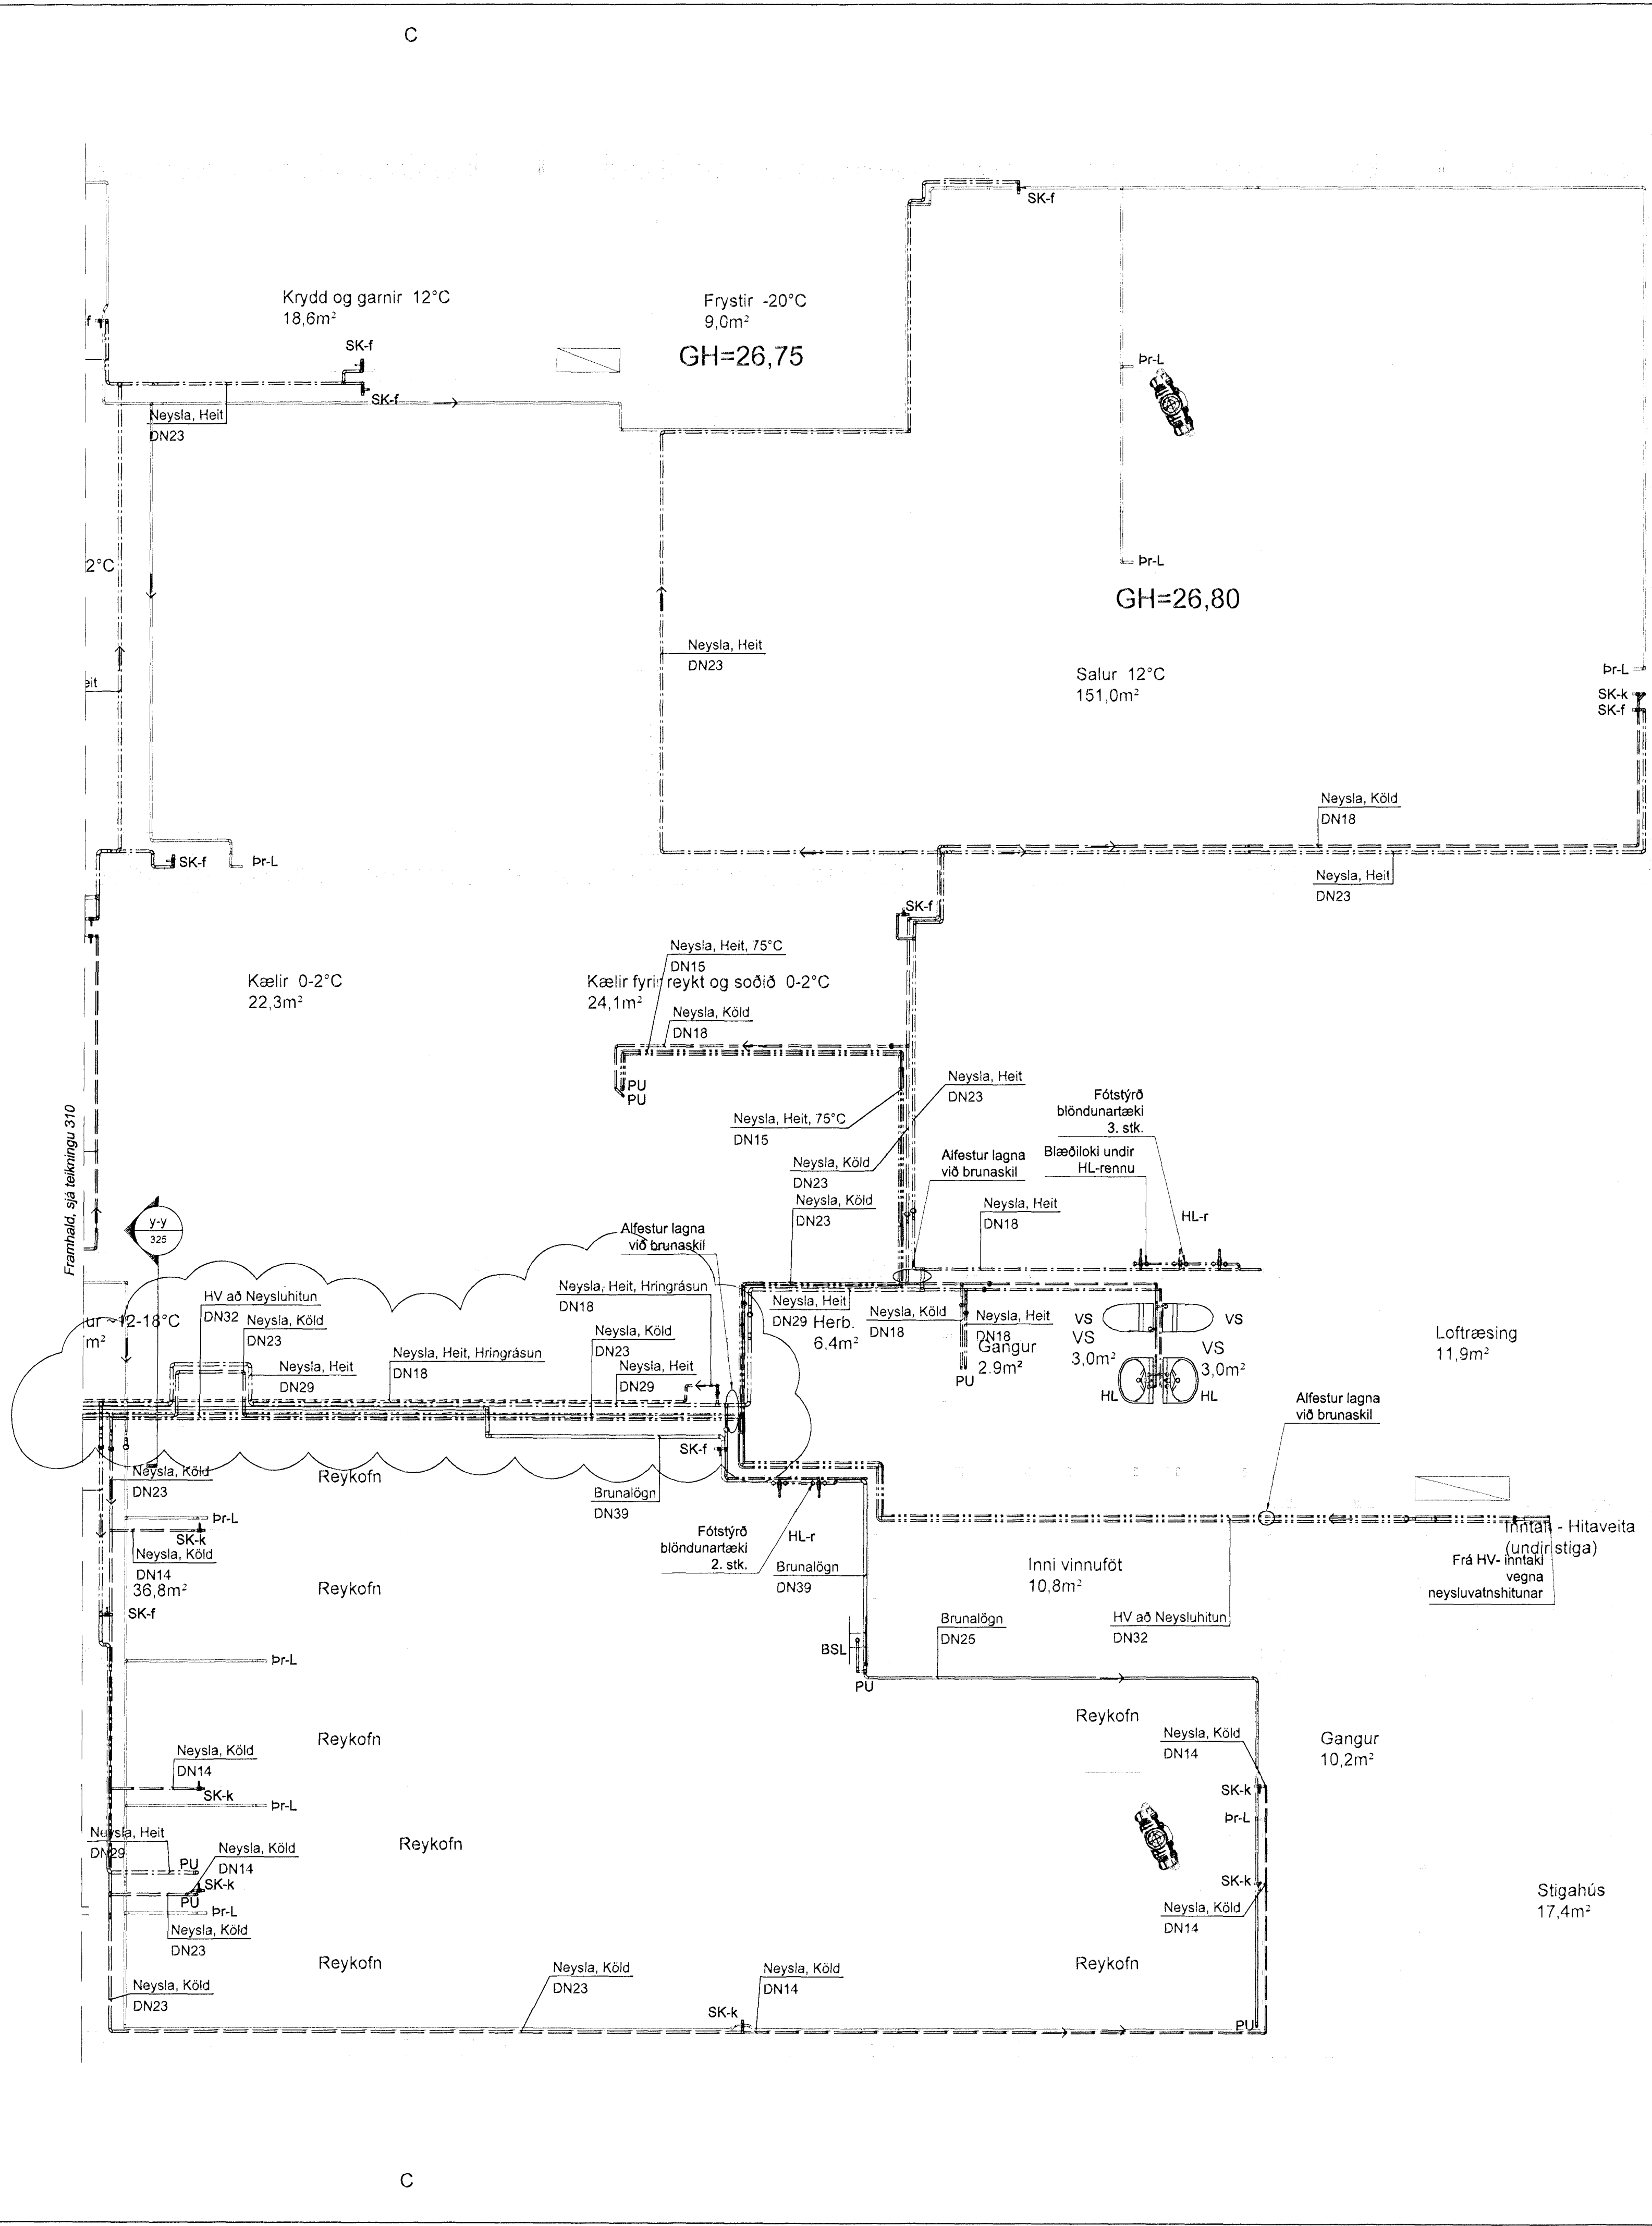 C
SK-f
Krydd og garnir 12°C
18,6m²
Frystir -20°C
9,0m²
GH=26,75
f
SK-f
SK-f
Þr-L
Neysla, Heit
DN23
2°C
Þr-L
GH=26,80
Neysla, Heit
DN23
Salur 12°C
151,0m²
Þr-L
SK-k
SK-f
eit
Neysla, Köld
DN18
SK-f
Þr-L
Neysla, Heit
DN23
SK-f
Neysla, Heit, 75°C
DN15
Kælir 0-2°C
22,3m²
Kælir fyrir reykt og soðið 0-2°C
24,1m²
Neysla, Köld
DN18
PU
PU
Neysla, Heit
DN23
Fótstýrð
blöndunartæki
3. stk.
Neysla, Heit, 75°C
DN15
Framhald, sjá teikningu 310
Neysla, Köld
DN23
Alfestur lagna
við brunaskil
Blæðiloki undir
HL-rennu
Neysla, Köld
DN23
Neysla, Heit
DN18
HL-r
y-y
325
Alfestur lagna
við brunaskil
Neysla, Heit, Hringrásun
DN18
HV að Neysluhitun
DN32
Neysla, Köld
DN23
ur ~12-18°C
m²
Neysla, Heit
DN29
Herb.
6,4m²
Neysla, Köld
DN18
Neysla, Heit
DN18
Gangur
2.9m²
PU
VS
VS
VS
3,0m²
VS
3,0m²
HL
HL
Loftræsing
11,9m²
Neysla, Köld
DN23
Neysla, Heit, Hringrásun
DN18
Neysla, Heit
DN29
Neysla, Heit
DN29
Alfestur lagna
við brunaskil
SK-f
Neysla, Köld
DN23
Reykofn
Brunalögn
DN39
Þr-L
SK-k
Neysla, Köld
DN14
36,8m²
SK-f
Fótstýrð
blöndunartæki
2. stk.
HL-r
Brunalögn
DN39
Inntak - Hitaveita
(undir stiga)
Frá HV- inntaki
vegna
neysluvatnshitunar
Inni vinnuföt
10,8m²
Reykofn
Brunalögn
DN25
HV að Neysluhitun
DN32
BSL
PU
Þr-L
Reykofn
Reykofn
Neysla, Köld
DN14
Gangur
10,2m²
Neysla, Köld
DN14
SK-k
Þr-L
SK-k
Þr-L
Neysla, Heit
DN29
Reykofn
Neysla, Köld
DN14
PU
SK-k
PU
Þr-L
Neysla, Köld
DN23
SK-k
Neysla, Köld
DN14
Stigahús
17,4m²
Reykofn
Reykofn
Neysla, Köld
DN23
Neysla, Köld
DN23
Neysla, Köld
DN14
SK-k
PU
C